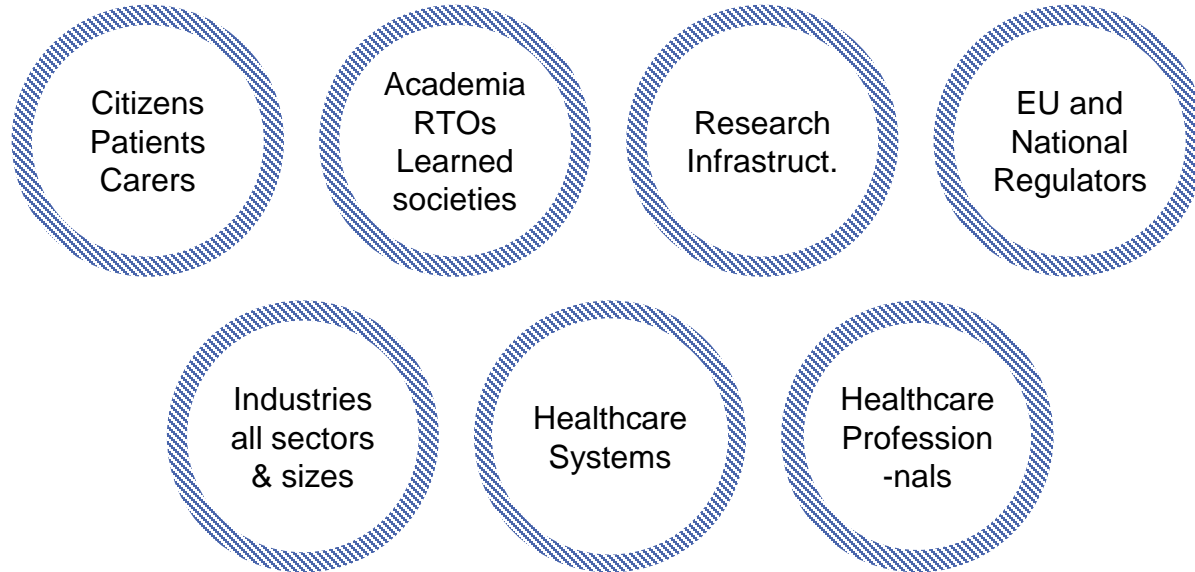 Citizens
Patients
Carers
Academia
RTOs
Learned
societies
Research
Infrastruct.
EU and
National
Regulators
Industries
all sectors
& sizes
Healthcare
Systems
Healthcare
Profession
-nals